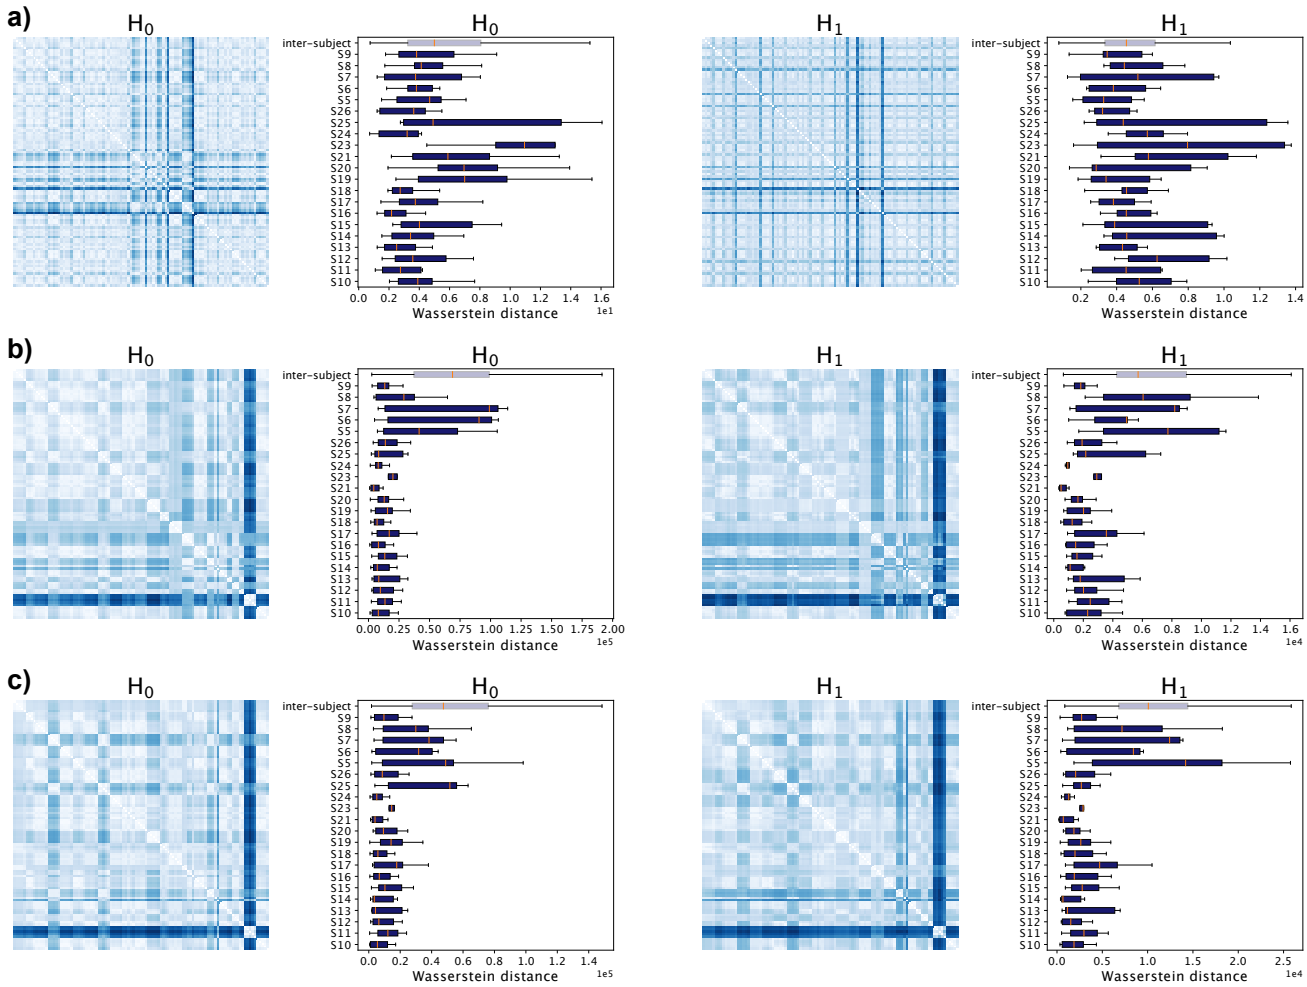 a)
H0
H0
inter-subject
S9
S8
S7
S6
S5
S26
S25
S24
S23
S21
S20
S19
S18
S17
S16
S15
S14
S13
S12
S11
S10
0.0 0.2 0.4 0.6 0.8 1.0 1.2 1.4 1.6
Wasserstein distance
1e1
H1
H1
inter-subject
S9
S8
S7
S6
S5
S26
S25
S24
S23
S21
S20
S19
S18
S17
S16
S15
S14
S13
S12
S11
S10
0.2 0.4 0.6 0.8 1.0 1.2 1.4
Wasserstein distance
1e1
b)
H0
H0
inter-subject
S9
S8
S7
S6
S5
S26
S25
S24
S23
S21
S20
S19
S18
S17
S16
S15
S14
S13
S12
S11
S10
0.00 0.25 0.50 0.75 1.00 1.25 1.50 1.75 2.00
Wasserstein distance
1e5
H1
H1
inter-subject
S9
S8
S7
S6
S5
S26
S25
S24
S23
S21
S20
S19
S18
S17
S16
S15
S14
S13
S12
S11
S10
0.0 0.2 0.4 0.6 0.8 1.0 1.2 1.4 1.6
Wasserstein distance
1e4
c)
H0
H0
inter-subject
S9
S8
S7
S6
S5
S26
S25
S24
S23
S21
S20
S19
S18
S17
S16
S15
S14
S13
S12
S11
S10
0.0 0.2 0.4 0.6 0.8 1.0 1.2 1.4
Wasserstein distance
1e5
H1
H1
inter-subject
S9
S8
S7
S6
S5
S26
S25
S24
S23
S21
S20
S19
S18
S17
S16
S15
S14
S13
S12
S11
S10
0.0 0.5 1.0 1.5 2.0 2.5
Wasserstein distance
1e4